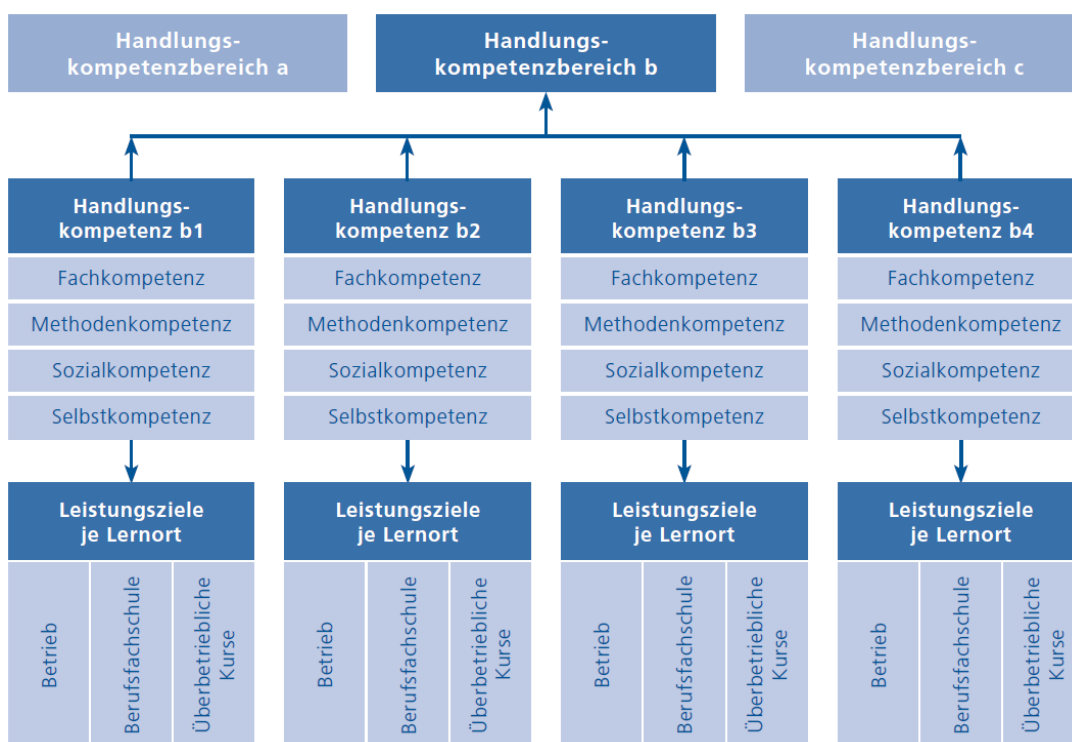 Handlungs-
kompetenzbereich a
Handlungs-
kompetenzbereich b
Handlungs-
kompetenzbereich c
Handlungs-
kompetenz b1
Fachkompetenz
Methodenkompetenz
Sozialkompetenz
Selbstkompetenz
Leistungsziele
je Lernort
Betrieb
Berufsfachschule
Überbetriebliche
Kurse
Handlungs-
kompetenz b2
Fachkompetenz
Methodenkompetenz
Sozialkompetenz
Selbstkompetenz
Leistungsziele
je Lernort
Betrieb
Berufsfachschule
Überbetriebliche
Kurse
Handlungs-
kompetenz b3
Fachkompetenz
Methodenkompetenz
Sozialkompetenz
Selbstkompetenz
Leistungsziele
je Lernort
Betrieb
Berufsfachschule
Überbetriebliche
Kurse
Handlungs-
kompetenz b4
Fachkompetenz
Methodenkompetenz
Sozialkompetenz
Selbstkompetenz
Leistungsziele
je Lernort
Betrieb
Berufsfachschule
Überbetriebliche
Kurse